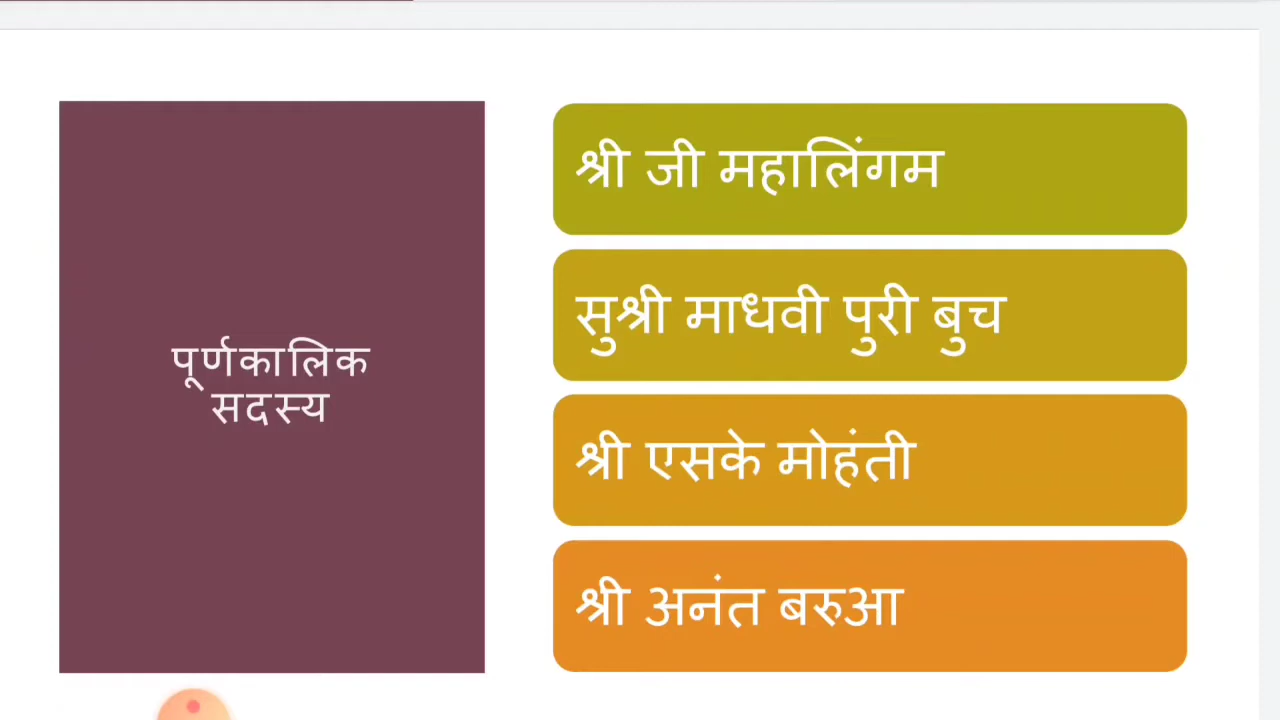 पूर्णकालिक
सदस्य
श्री जी महालिंगम
सुश्री माधवी पुरी बुच
श्री एसके मोहंती
श्री अनंत बरुआ